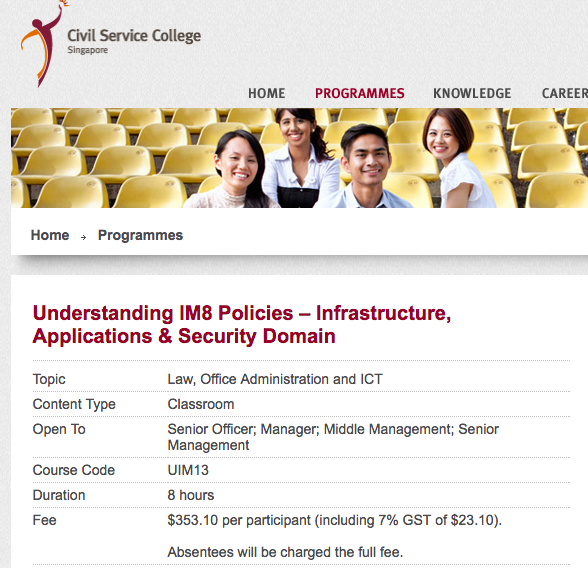 Civil Service College
Singapore
HOME PROGRAMMES KNOWLEDGE CAREER
Home → Programmes
Understanding IM8 Policies – Infrastructure,
Applications & Security Domain
Topic Law, Office Administration and ICT
Content Type Classroom
Open To Senior Officer; Manager; Middle Management; Senior
Management
Course Code UIM13
Duration 8 hours
Fee $353.10 per participant (including 7% GST of $23.10).
Absentees will be charged the full fee.